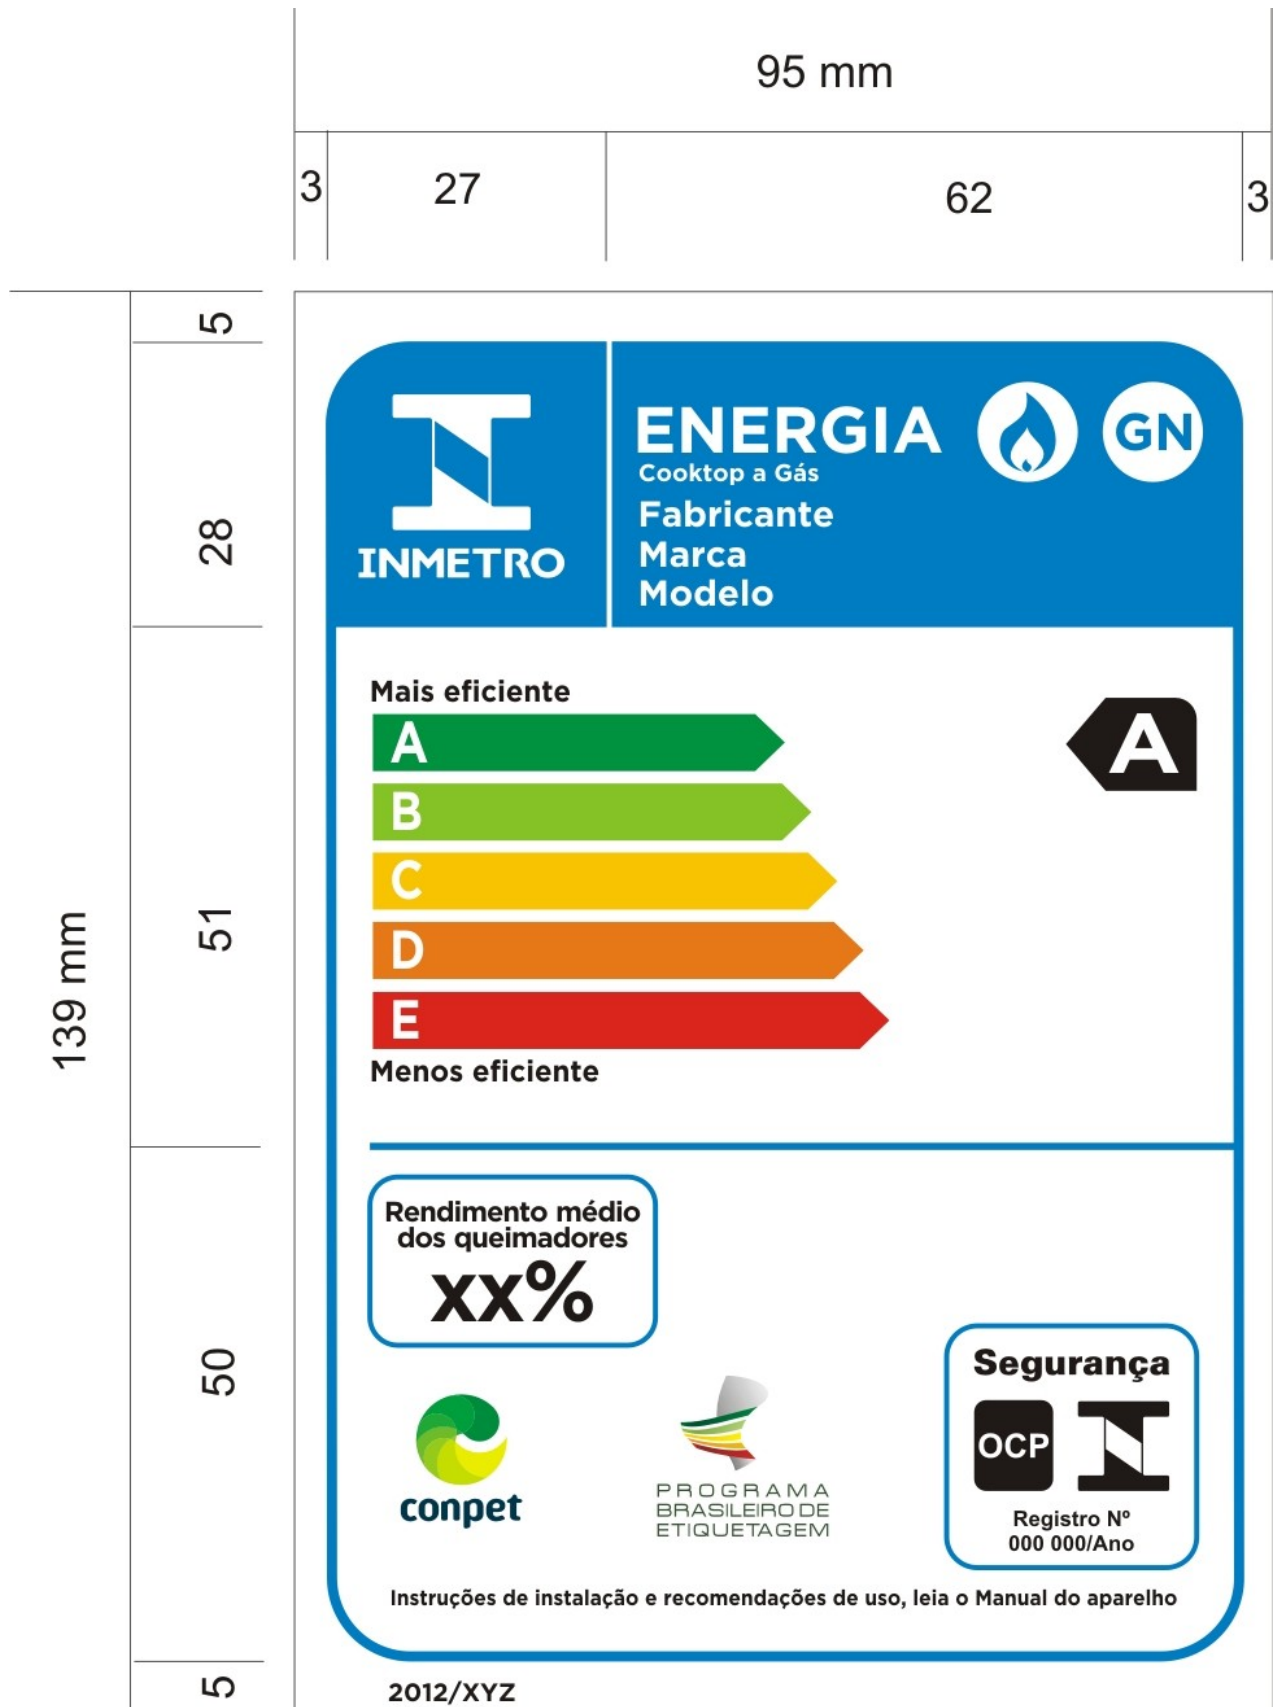 95 mm
3
27
62
3
5
28
51
139 mm
50
5
INMETRO
ENERGIA
GN
Cooktop a Gás
Fabricante
Marca
Modelo
Mais eficiente
A
A
B
C
D
E
Menos eficiente
Rendimento médio
dos queimadores
xx%
conpet
PROGRAMA
BRASILEIRO DE
ETIQUETAGEM
Segurança
OCP
Registro Nº
000 000/Ano
Instruções de instalação e recomendações de uso, leia o Manual do aparelho
2012/XYZ